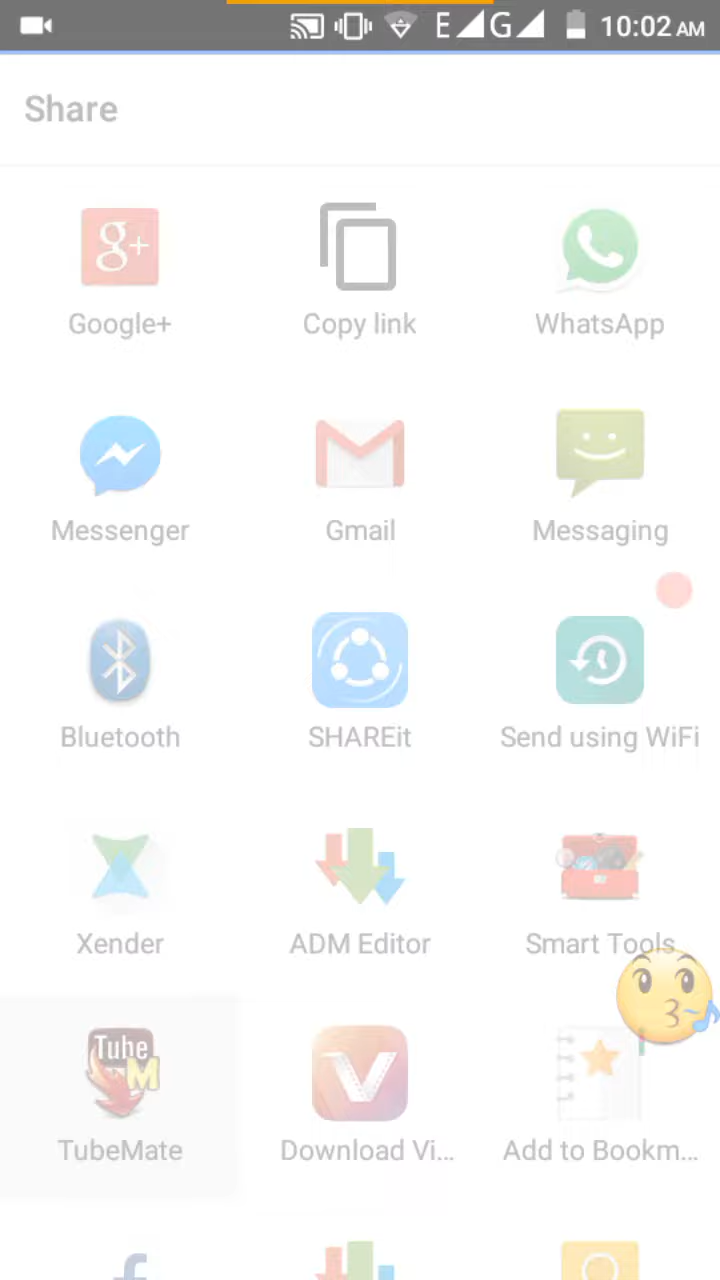 E G 10:02 AM
Share
g+
Google+ Copy link WhatsApp
Messenger Gmail Messaging
Bluetooth SHAREit Send using WiFi
Xender ADM Editor Smart Tools
Tube
M
TubeMate Download Vi... Add to Bookm...